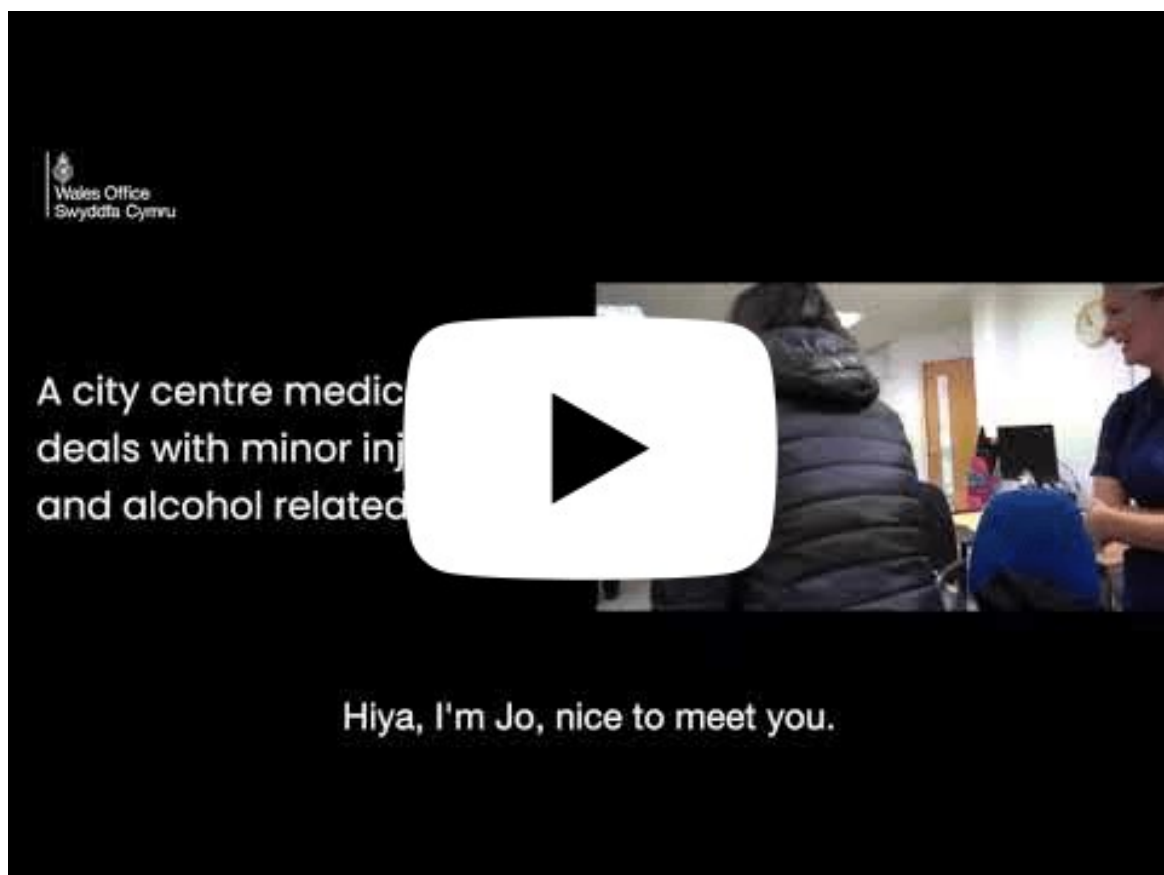 Wales Office
Swyddfa Cymru
A city centre medic
deals with minor inj
and alcohol related
Hiya, I'm Jo, nice to meet you.